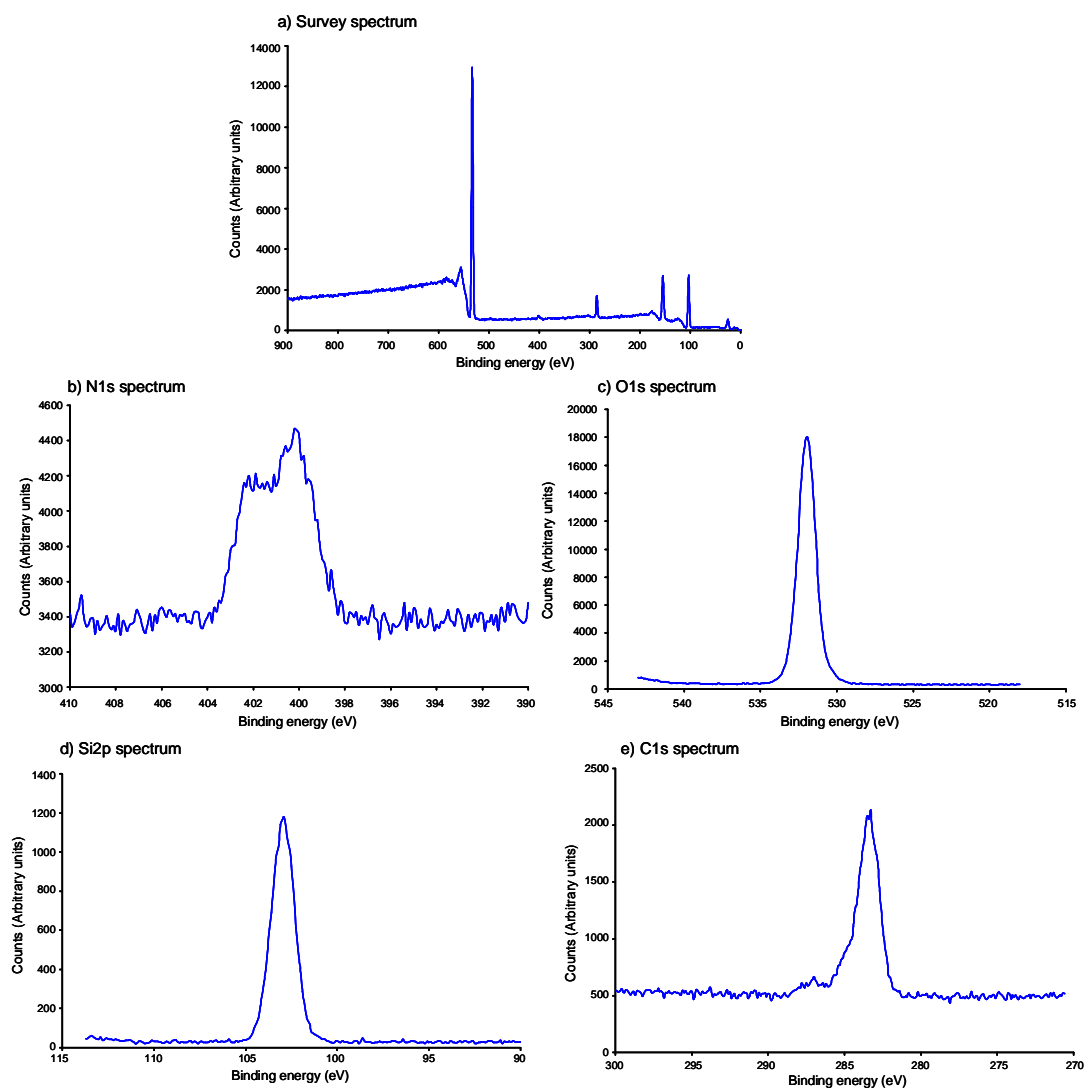 a) Survey spectrum
14000
12000
10000
8000
6000
4000
2000
0
Counts (Arbitrary units)
900 800 700 600 500 400 300 200 100 0
Binding energy (eV)
b) N1s spectrum
4600
4400
4200
4000
3800
3600
3400
3200
3000
Counts (Arbitrary units)
410 408 406 404 402 400 398 396 394 392 390
Binding energy (eV)
c) O1s spectrum
20000
18000
16000
14000
12000
10000
8000
6000
4000
2000
0
Counts (Arbitrary units)
545 540 535 530 525 520 515
Binding energy (eV)
d) Si2p spectrum
1400
1200
1000
800
600
400
200
0
Counts (Arbitrary units)
115 110 105 100 95 90
Binding energy (eV)
e) C1s spectrum
2500
2000
1500
1000
500
0
Counts (Arbitrary units)
300 295 290 285 280 275 270
Binding energy (eV)